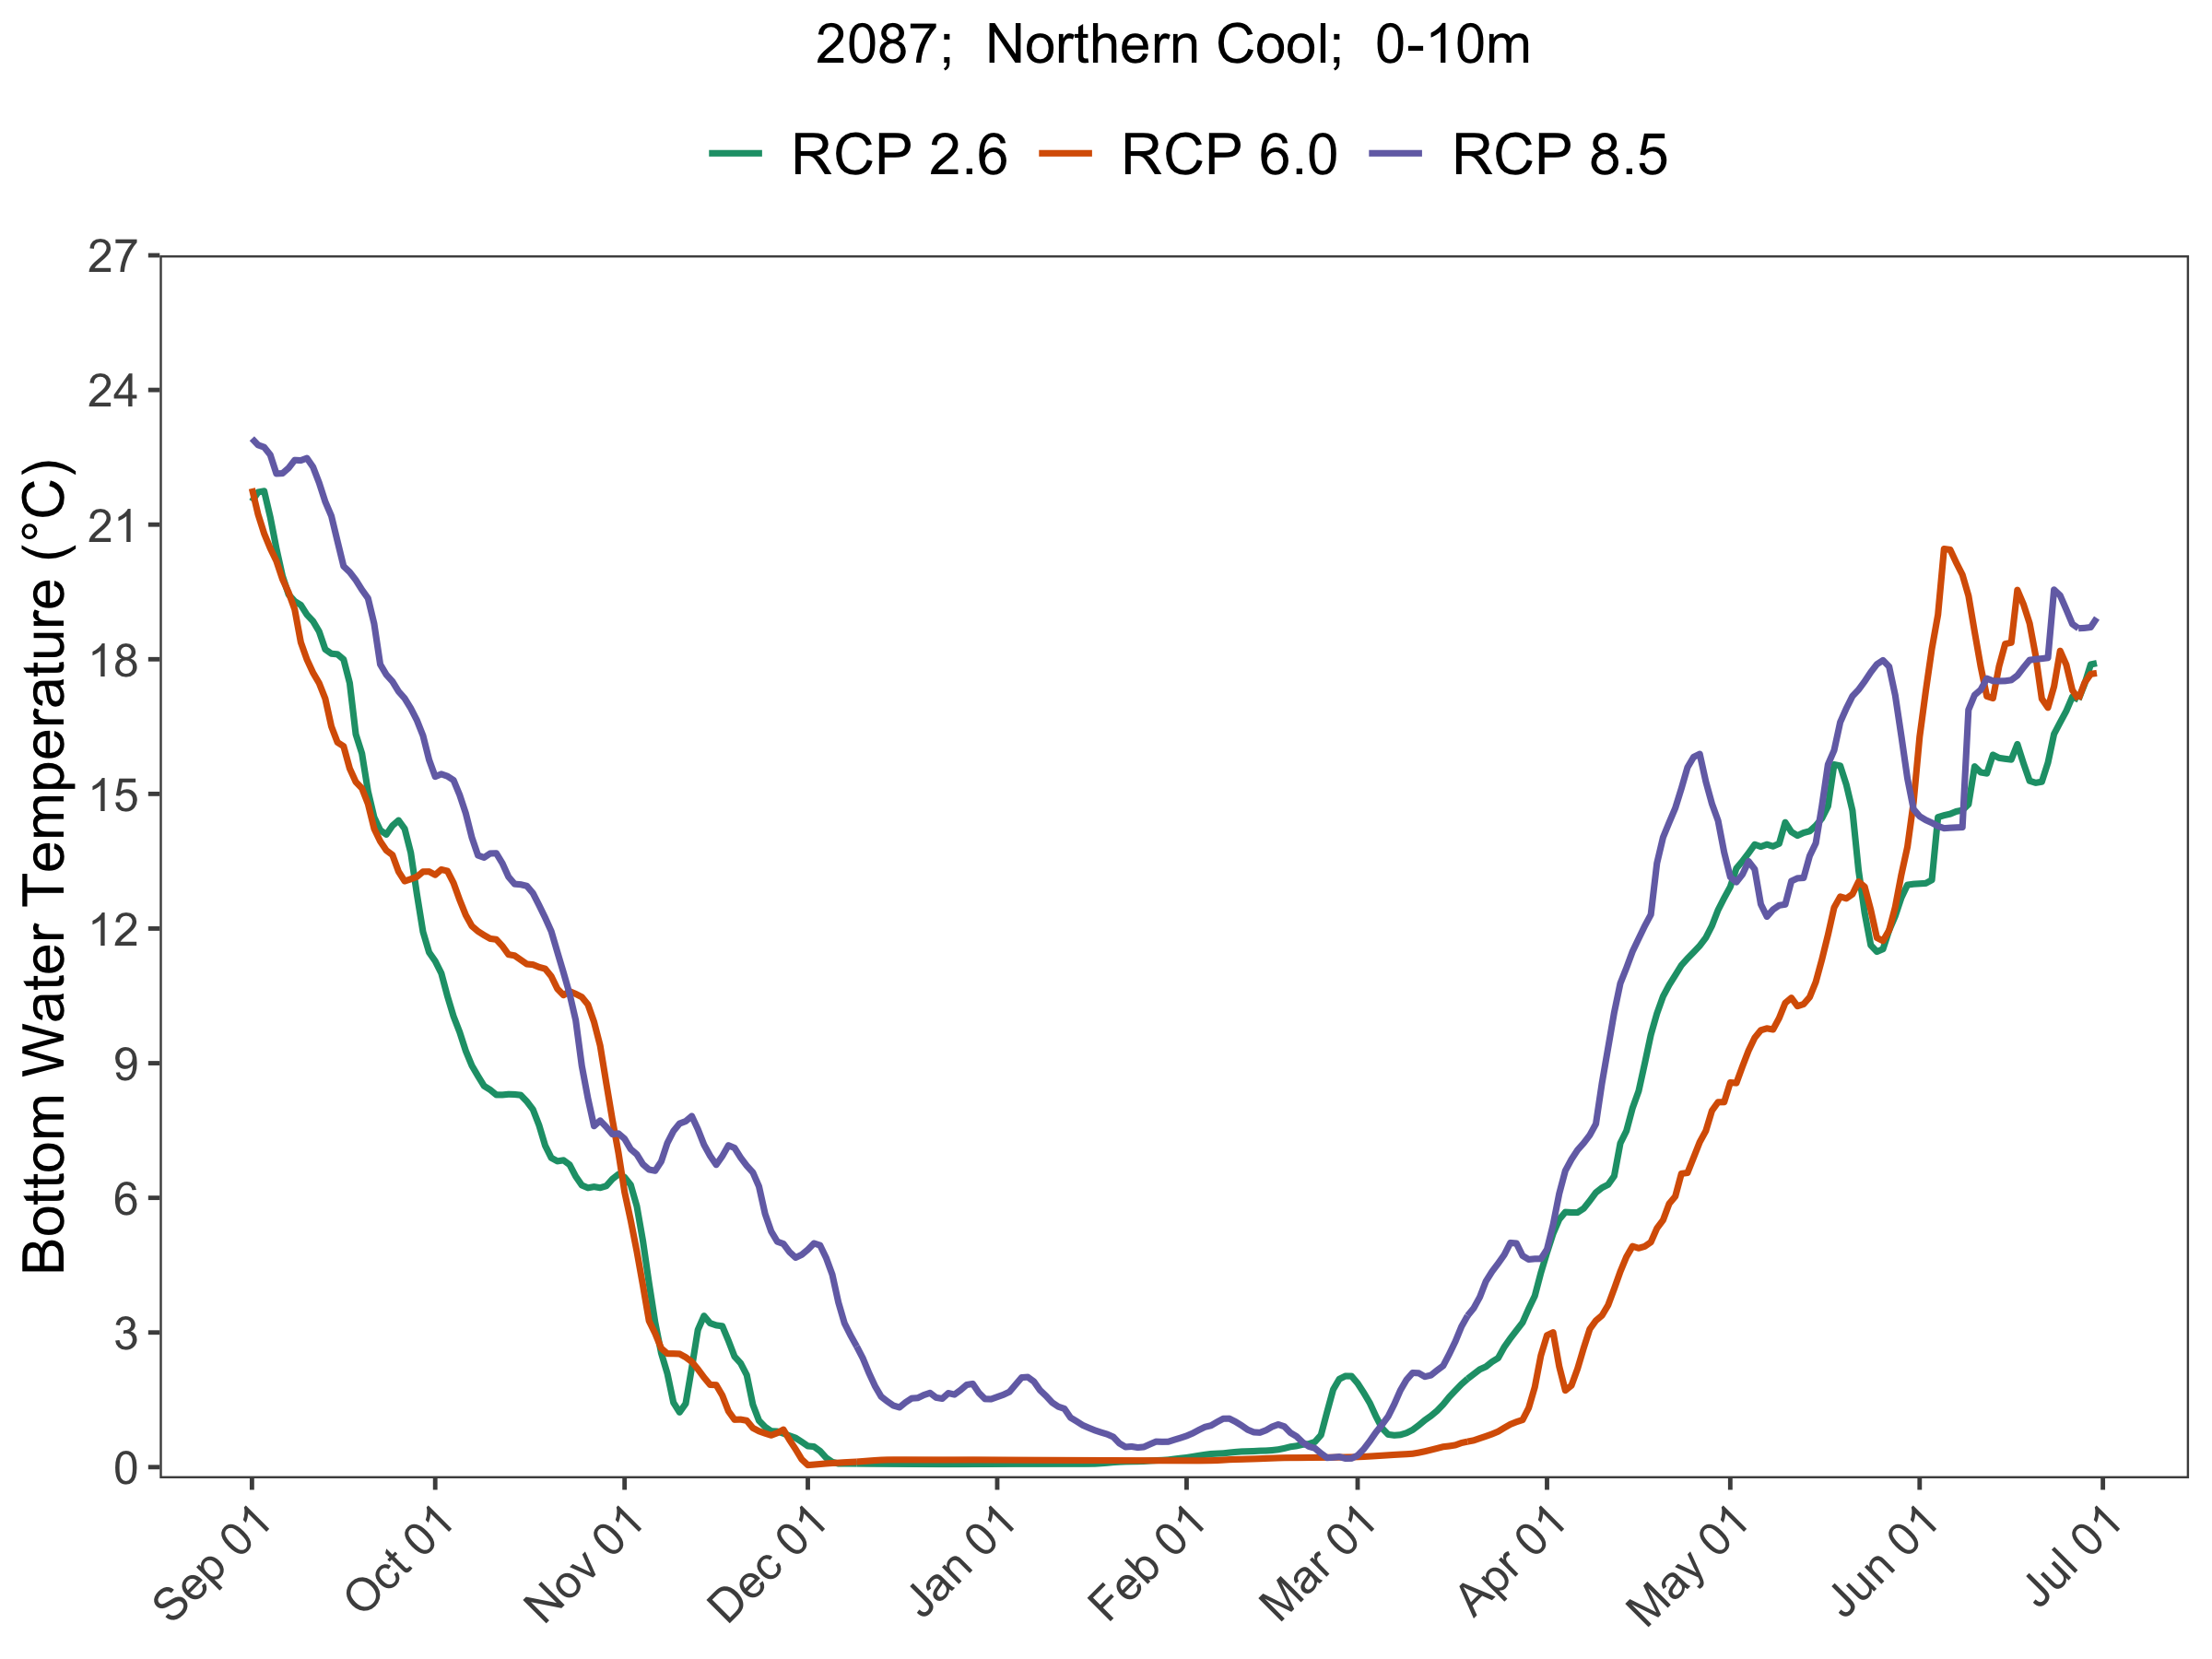 2087;  Northern Cool;  0-10m
RCP 2.6 RCP 6.0 RCP 8.5
Bottom Water Temperature (°C)
27
24
21
18
15
12
9
6
3
0
Sep 01 Oct 01 Nov 01 Dec 01 Jan 01 Feb 01 Mar 01 Apr 01 May 01 Jun 01 Jul 01